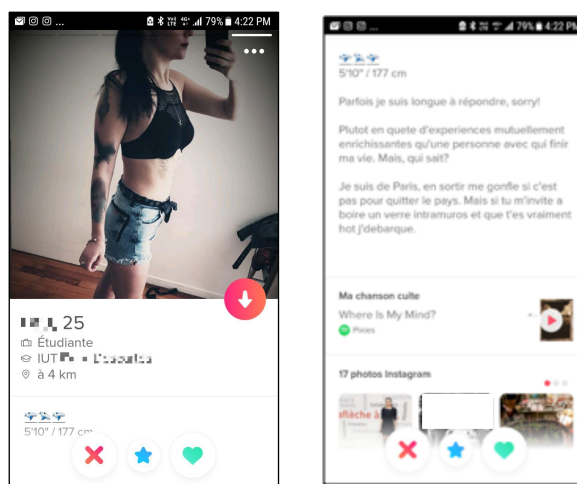 79% 4:22 PM
25
Étudiante
IUT
à 4 km
5'10" / 177 cm
79% 4:22 PM
5'10" / 177 cm
Parfois je suis longue à répondre, sorry!
Plutot en quete d'experiences mutuellement
enrichissantes qu'une personne avec qui finir
ma vie. Mais, qui sait?
Je suis de Paris, en sortir me gonfle si c'est
pas pour quitter le pays. Mais si tu m'invite a
boire un verre intramuros et que t'es vraiment
hot j'debarque.
Ma chanson culte
Where Is My Mind?
Pixies
17 photos Instagram